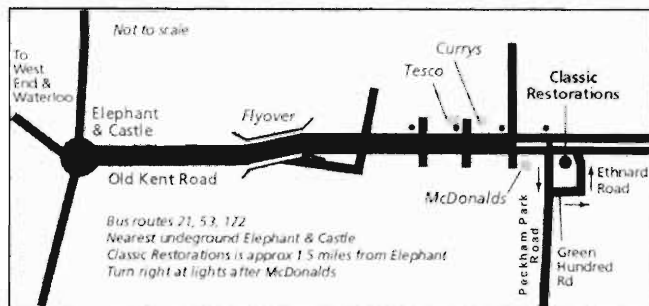 Not to scale
To
West
End &
Waterloo
Currys
Tesco
Classic
Restorations
Elephant
& Castle
Flyover
Old Kent Road
McDonalds
Ethnard
Road
Peckham Park
Road
Green
Hundred
Rd
Bus routes 21, 53, 172
Nearest undeground Elephant & Castle
Classic Restorations is approx 1.5 miles from Elephant
Turn right at lights after McDonalds